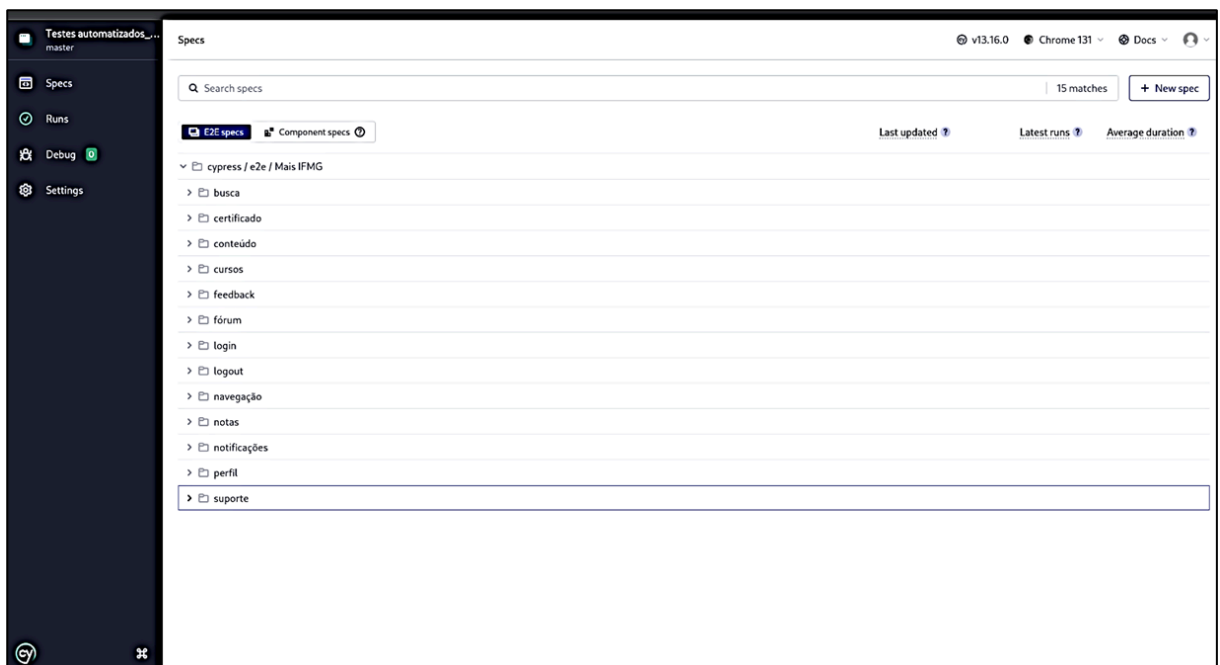 Testes automatizados_...
master
Specs
Runs
Debug 0
Settings
cy
Specs
v13.16.0 Chrome 131 Docs
Search specs 15 matches + New spec
E2E specs Component specs ? Last updated ? Latest runs ? Average duration ?
cypress / e2e / Mais IFMG
busca
certificado
conteúdo
cursos
feedback
fórum
login
logout
navegação
notas
notificações
perfil
suporte